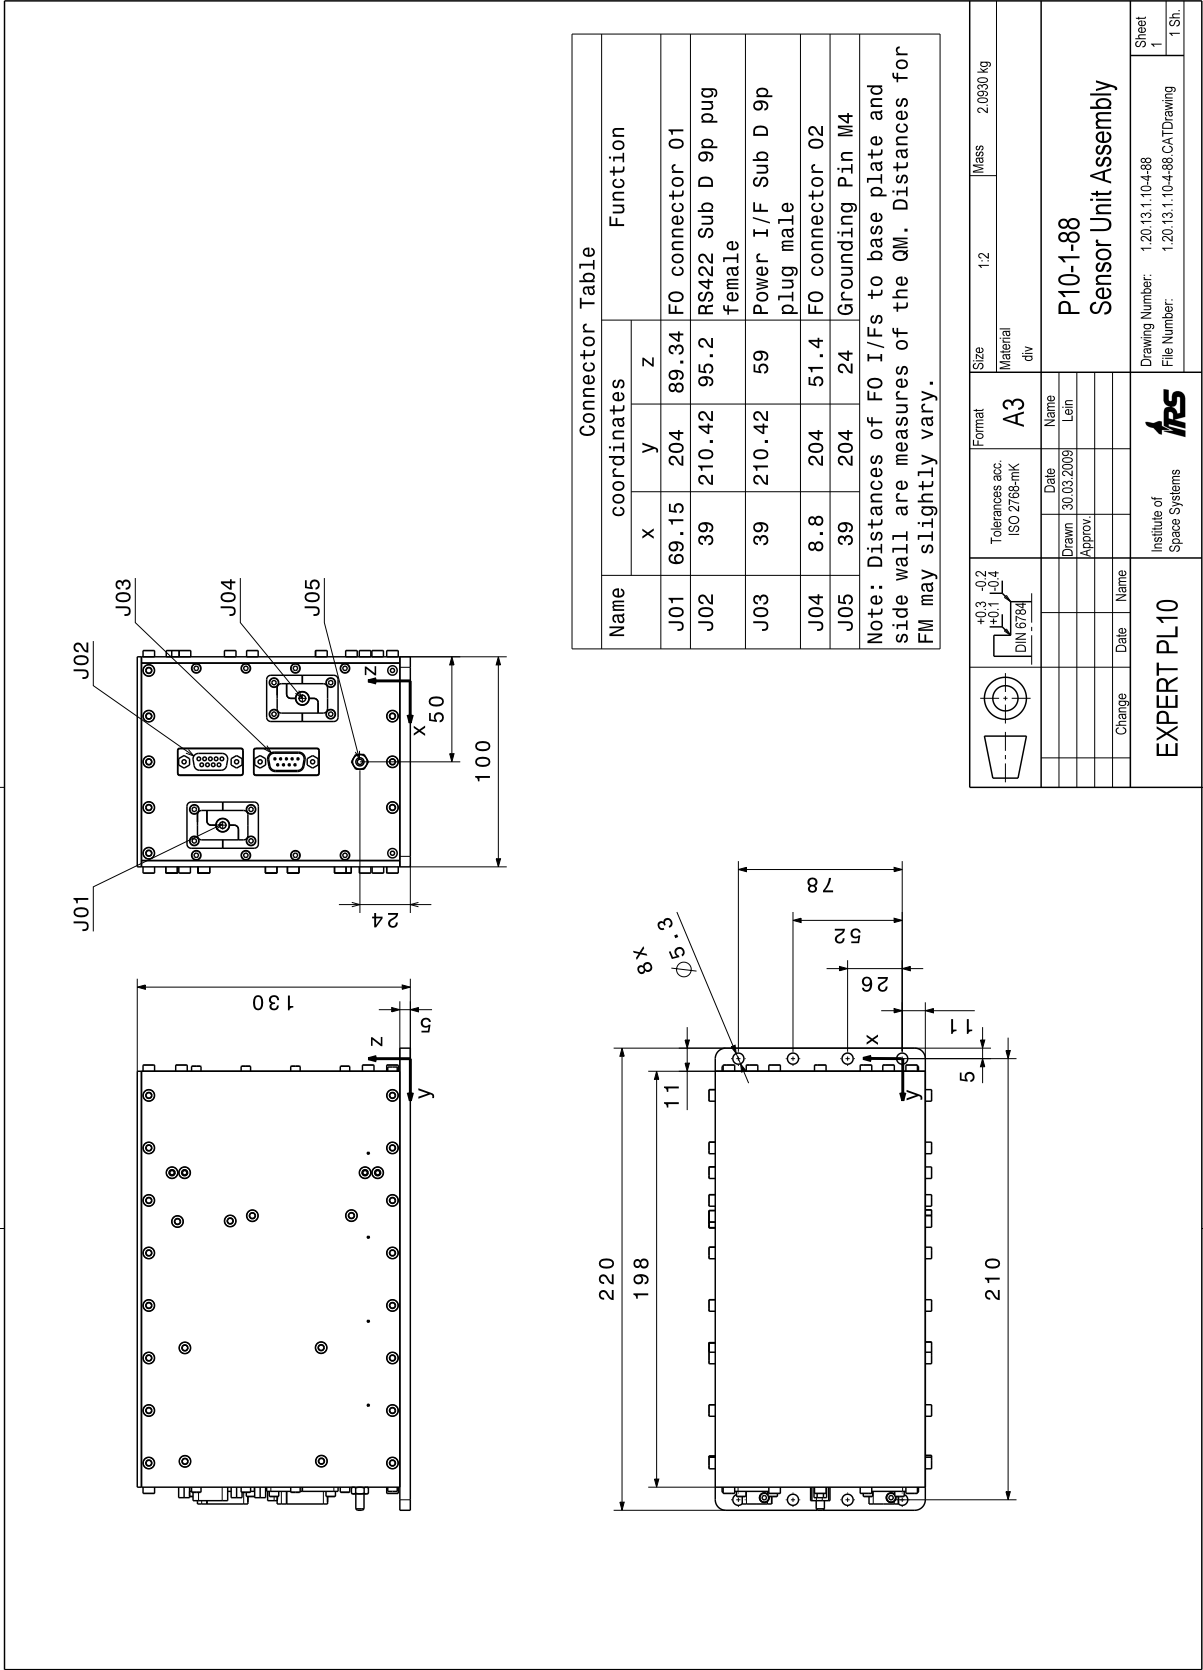 J01
J02
J03
J04
J05
z
x
50
100
24
130
5
z
y
8x
∅5.3
78
52
26
11
11
5
x
y
220
198
210
Connector Table
Name
coordinates
Function
x y z
J01 69.15 204 89.34 FO connector 01
J02 39 210.42 95.2 RS422 Sub D 9p pug
female
J03 39 210.42 59 Power I/F Sub D 9p
plug male
J04 8.8 204 51.4 FO connector 02
J05 39 204 24 Grounding Pin M4
Note: Distances of FO I/Fs to base plate and
side wall are measures of the QM. Distances for
FM may slightly vary.
+0.3 -0.2
+0.1 -0.4
DIN 6784
Tolerances acc.
ISO 2768-mK
Format
A3
Size
1:2
Mass
2.0930 kg
Material
div
Date Name
Drawn 30.03.2009 Lein
Approv.
Change Date Name
P10-1-88
Sensor Unit Assembly
EXPERT PL10
Institute of
Space Systems
IRS
Drawing Number: 1.20.13.1.10-4-88
File Number: 1.20.13.1.10-4-88.CATDrawing
Sheet
1
1 Sh.